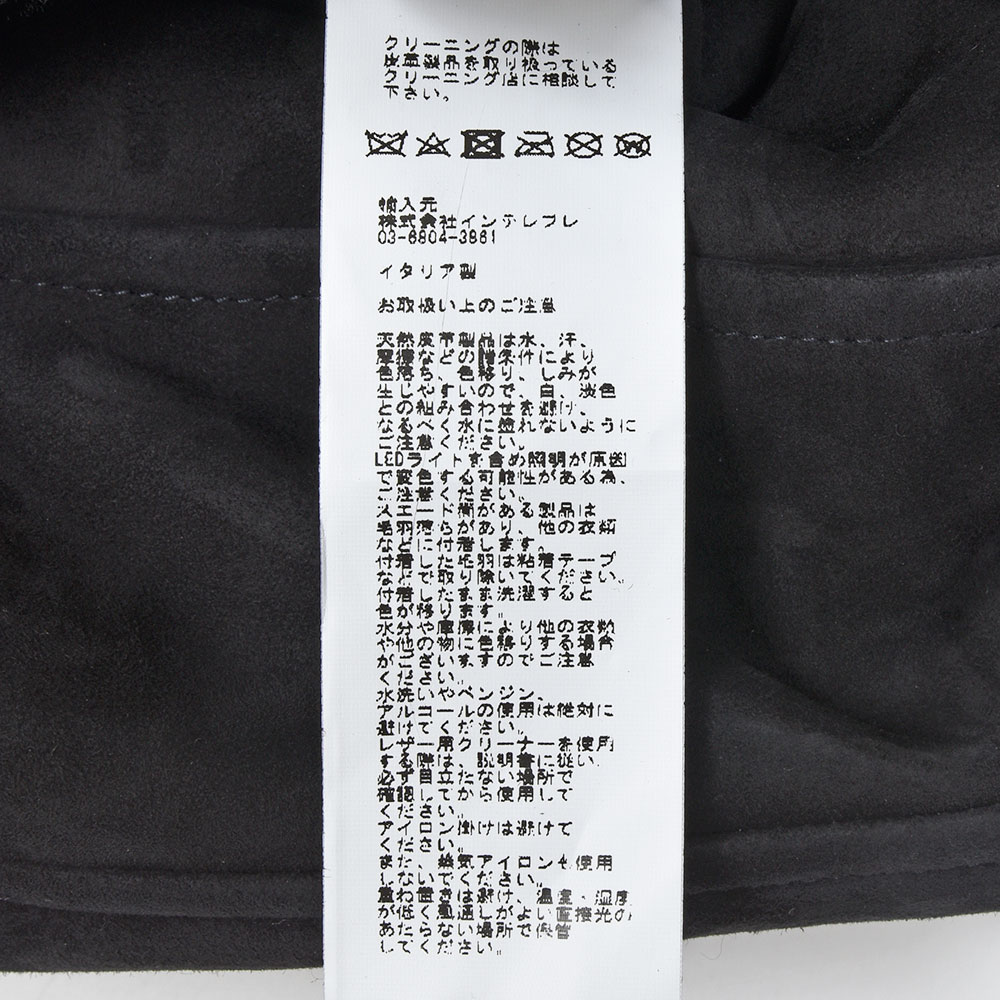 クリーニングの際は
皮革製品を取り扱っている
クリーニング店に相談して
下さい。
輸入元
株式会社インテレプレ
03-6804-3861
イタリア製
お取扱い上のご注意
天然皮革製品は水、汗、
摩擦などの諸条件により
色落ち、色移り、しみが
生じやすいので、白、淡色
との組み合わせを避け、
なるべく水に濡れないように
ご注意ください。
LEDライトを含め照明が原因
で変色する可能性がある為、
ご注意ください。
スエード面がある製品は
毛羽落ちがあり、他の衣類
などに付着します。
付着した毛羽は粘着テープ
などで取り除いてください。
付着したまま洗濯すると
色が移ります。
水分や摩擦により他の衣類
や他の物に色移りする場合
がございますのでご注意
ください。
水洗いやベンジン、
アルコールの使用は絶対に
避けてください。
レザー用クリーナーを使用
する際は、説明書に従い、
必ず目立たない場所で
確認してから使用して
ください。
アイロン掛けは避けて
ください。
また、蒸気アイロンも使用
しないでください。
重ね置きは避け、温度・湿度
が低く風通しがよい直接光の
あたらない場所で保管
してください。